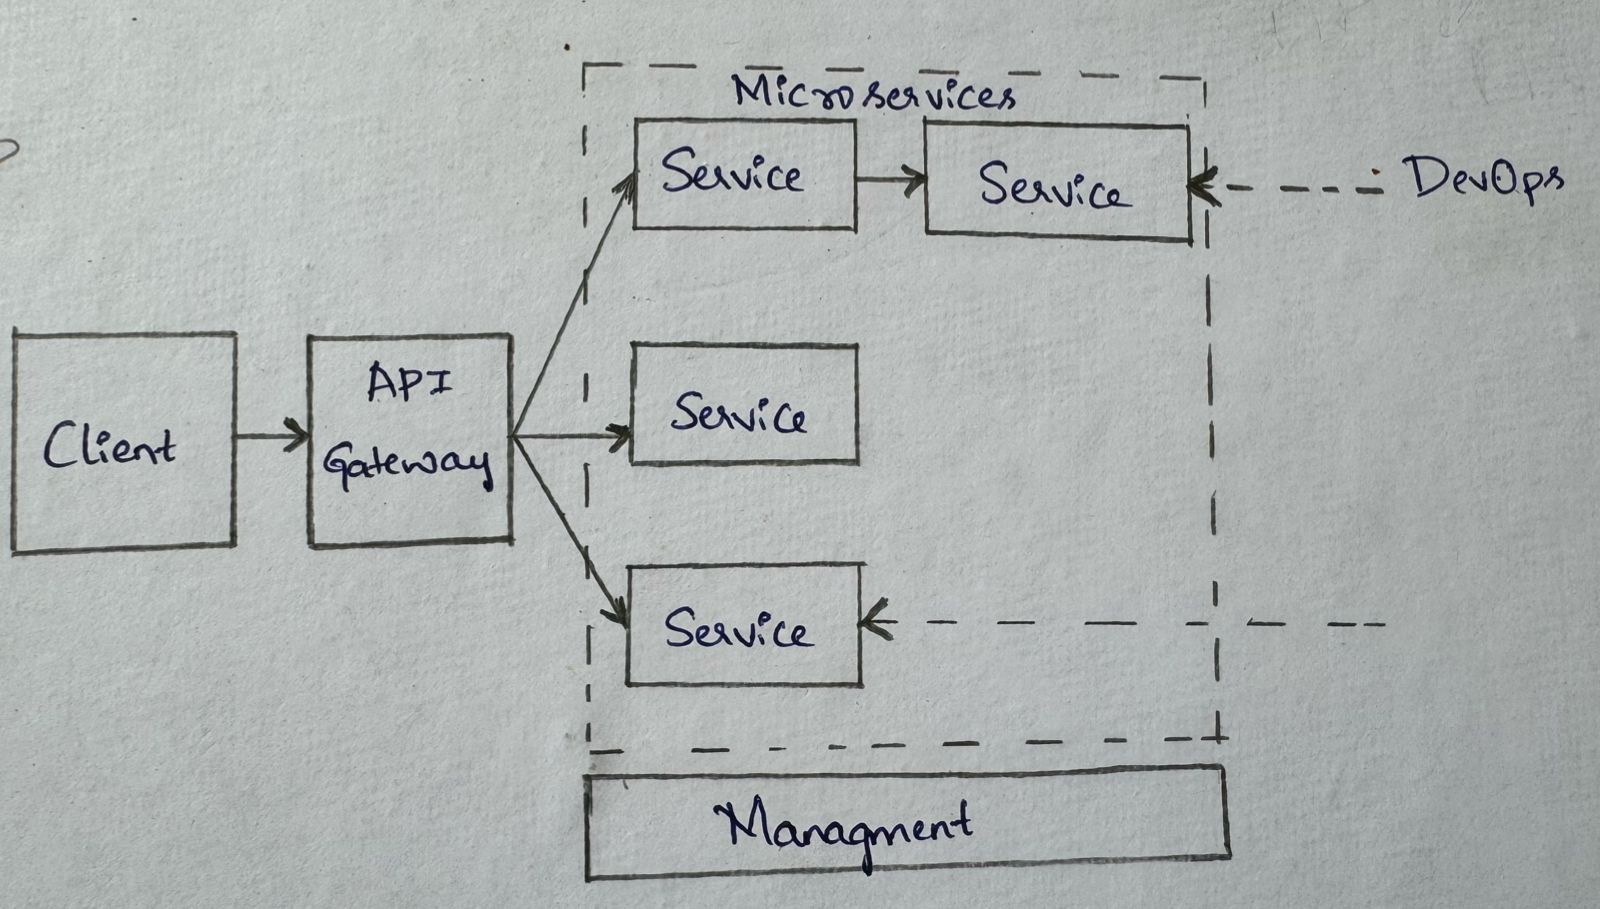 Microservices
Service
Service
DevOps
Client
API
Gateway
Service
Service
Managment